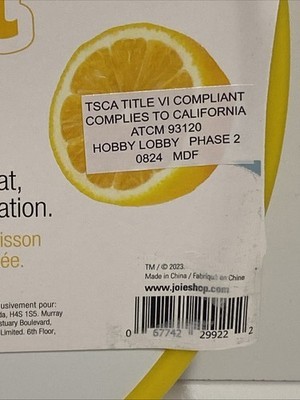 t
TSCA TITLE VI COMPLIANT
COMPLIES TO CALIFORNIA
ATCM 93120
HOBBY LOBBY PHASE 2
0824 MDF
at,
ation.
isson
ée.
TM / © 2023
Made in China / Fabriqué en Chine
www.joieshop.com
clusivement pour:
da, H4S 1S5. Murray
stuary Boulevard,
Limited. 6th Floor,
0 67742 29922 2